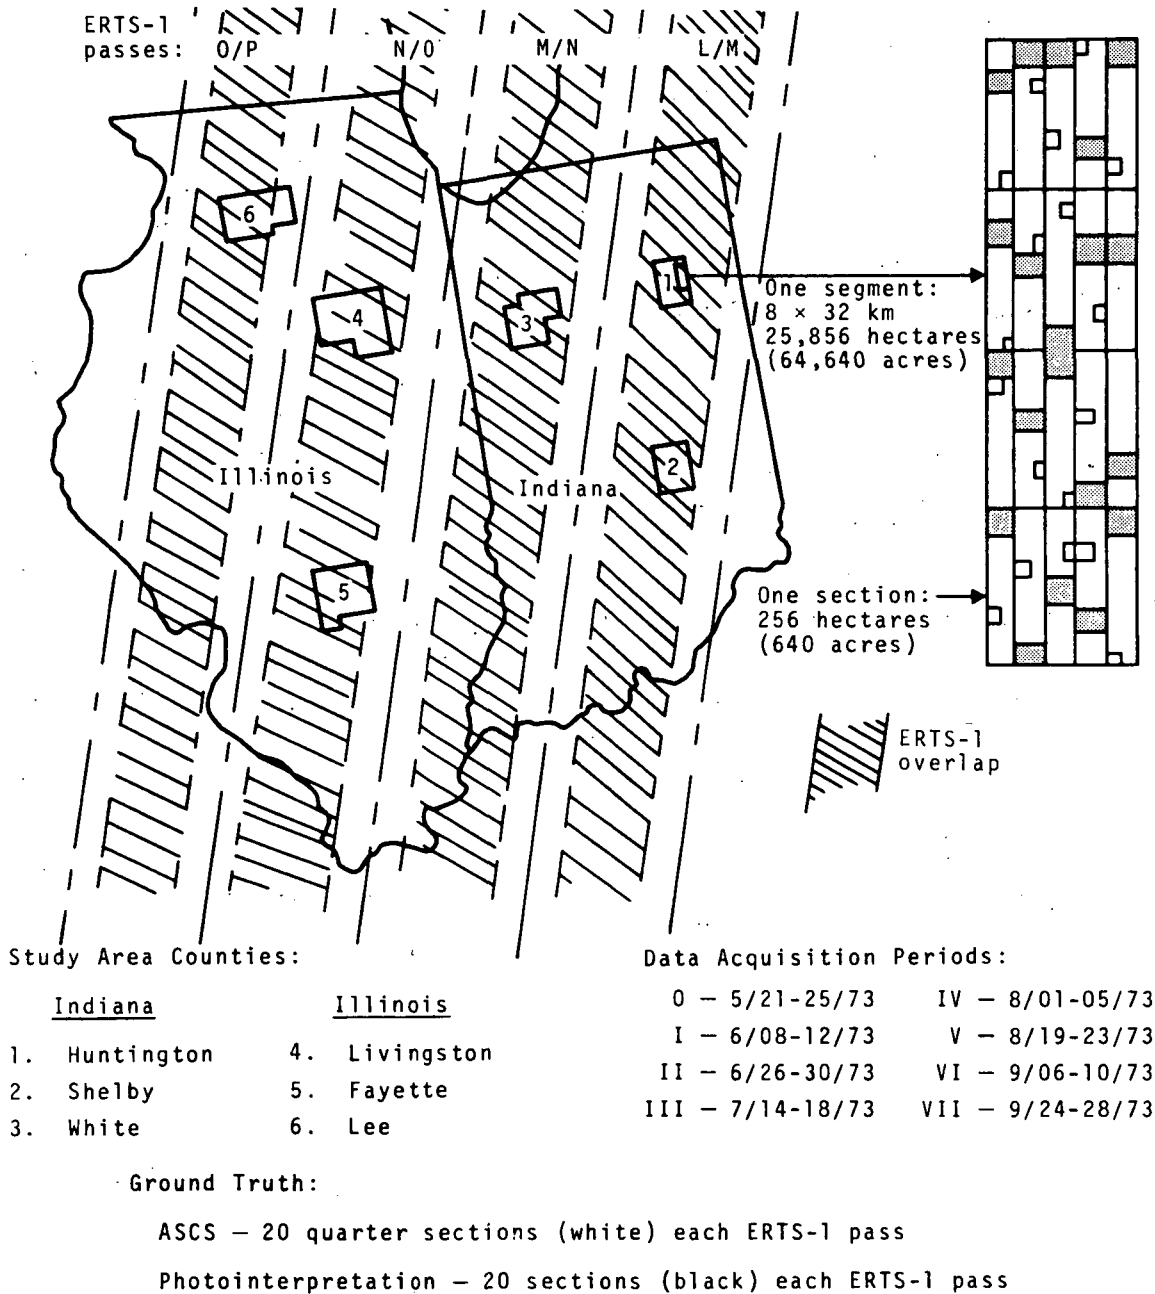 ERTS-1
passes: O/P N/O M/N L/M
6
1
One segment:
8 × 32 km
25,856 hectares
(64,640 acres)
4
3
2
Illinois
Indiana
5
One section:
256 hectares
(640 acres)
ERTS-1
overlap
Study Area Counties:
Indiana Illinois
1. Huntington 4. Livingston
2. Shelby 5. Fayette
3. White 6. Lee
Data Acquisition Periods:
0 — 5/21-25/73 IV — 8/01-05/73
I — 6/08-12/73 V — 8/19-23/73
II — 6/26-30/73 VI — 9/06-10/73
III — 7/14-18/73 VII — 9/24-28/73
Ground Truth:
ASCS — 20 quarter sections (white) each ERTS-1 pass
Photointerpretation — 20 sections (black) each ERTS-1 pass